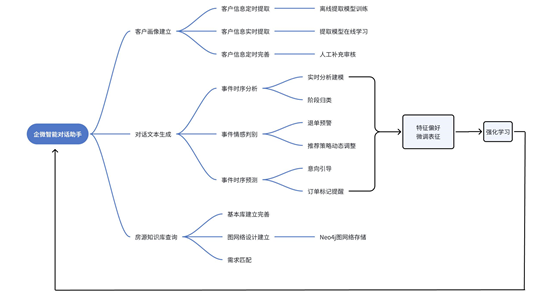 企微智能对话助手
客户画像建立
客户信息定时提取
离线提取模型训练
客户信息实时提取
提取模型在线学习
客户信息定时完善
人工补充审核
对话文本生成
事件时序分析
实时分析建模
阶段归类
事件情感判别
退单预警
推荐策略动态调整
事件时序预测
意向引导
订单标记提醒
特征偏好
微调表征
强化学习
房源知识库查询
基本库建立完善
图网络设计建立
Neo4j图网络存储
需求匹配